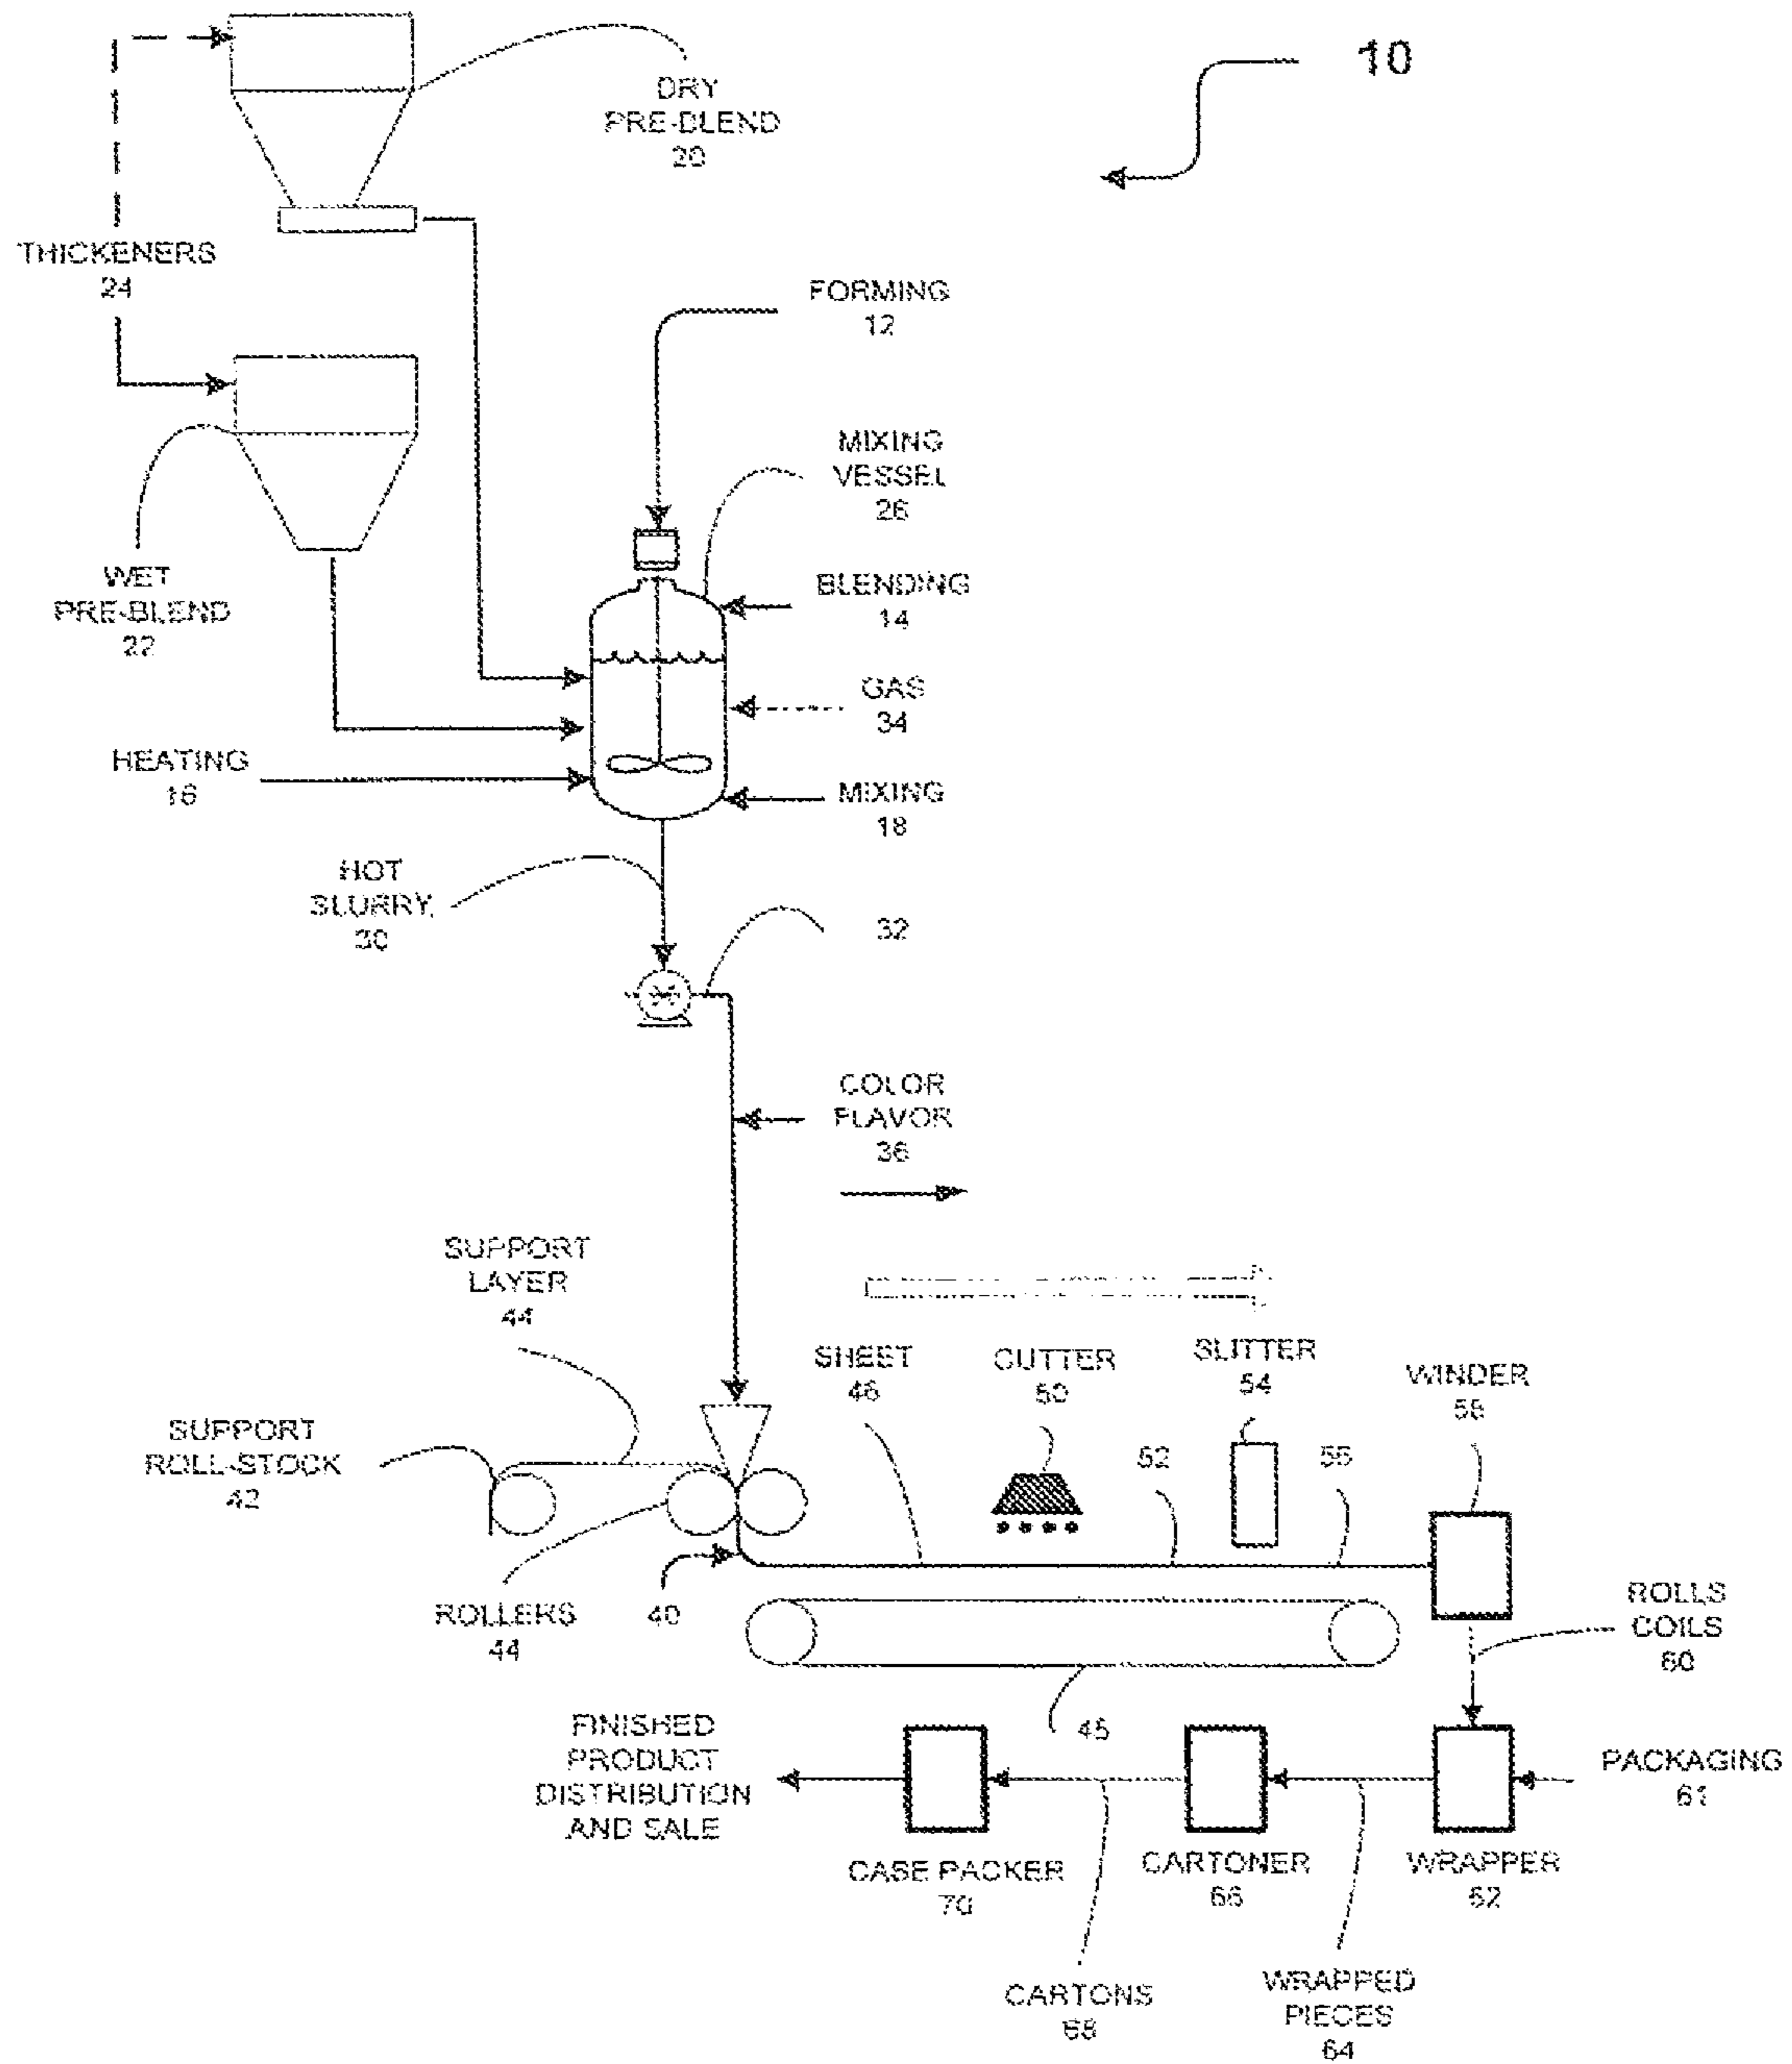 10
DRY
PRE-BLEND
20
THICKENERS
24
FORMING
12
MIXING
VESSEL
26
WET
PRE-BLEND
22
BLENDING
14
GAS
34
HEATING
16
MIXING
18
HOT
SLURRY,
30
32
COLOR
FLAVOR
36
SUPPORT
LAYER
44
SHEET
46
CUTTER
50
SLITTER
54
WINDER
58
SUPPORT
ROLL-STOCK
42
52
56
ROLLERS
44
40
ROLLS
COILS
60
45
FINISHED
PRODUCT
DISTRIBUTION
AND SALE
PACKAGING
61
CASE PACKER
70
CARTONER
66
WRAPPER
62
CARTONS
68
WRAPPED
PIECES
64